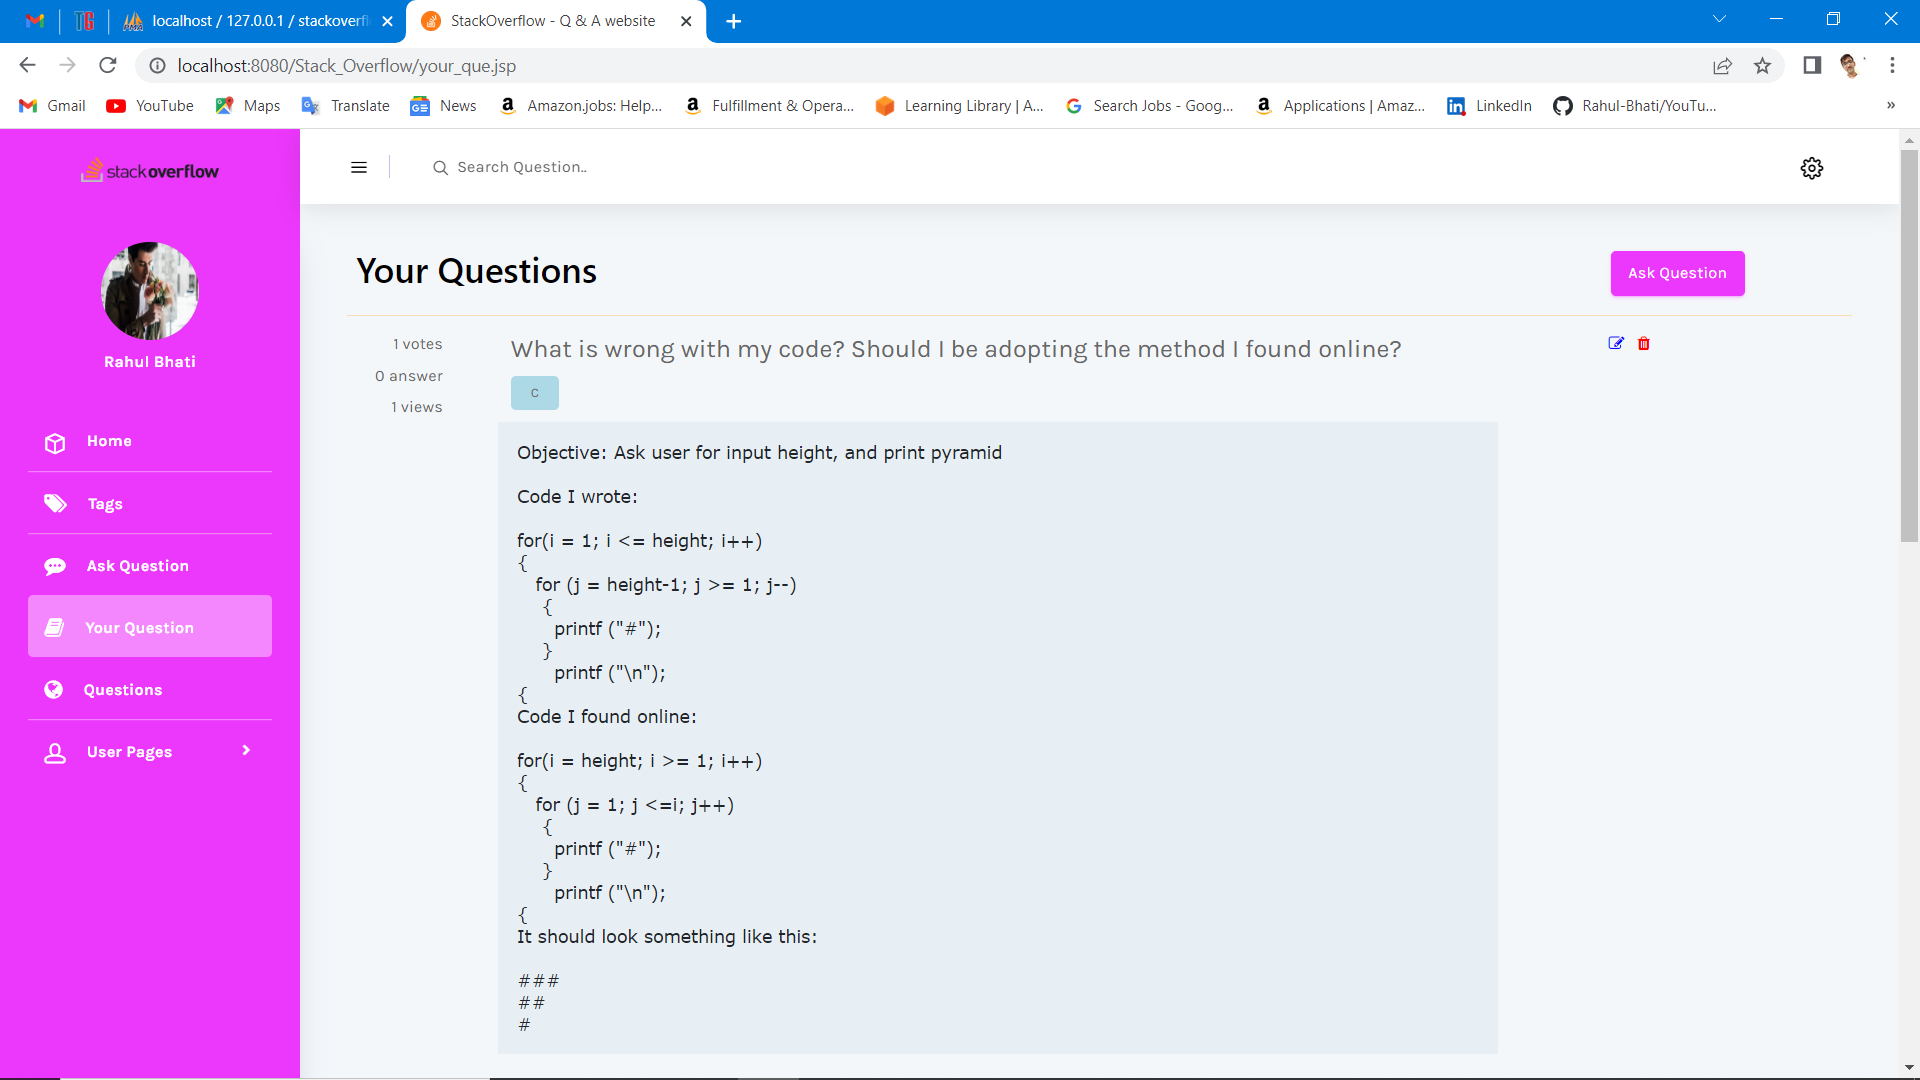 localhost / 127.0.0.1 / stackoverfl
StackOverflow - Q & A website
localhost:8080/Stack_Overflow/your_que.jsp
Gmail
YouTube
Maps
Translate
News
Amazon.jobs: Help...
Fulfillment & Opera...
Learning Library | A...
Search Jobs - Goog...
Applications | Amaz...
LinkedIn
Rahul-Bhati/YouTu...
»
stackoverflow
Search Question..
Rahul Bhati
Home
Tags
Ask Question
Your Question
Questions
User Pages
Your Questions
Ask Question
1 votes
0 answer
1 views
What is wrong with my code? Should I be adopting the method I found online?
c
Objective: Ask user for input height, and print pyramid
Code I wrote:
for(i = 1; i <= height; i++)
{
for (j = height-1; j >= 1; j--)
{
printf ("#");
}
printf ("\n");
{
Code I found online:
for(i = height; i >= 1; i++)
{
for (j = 1; j <=i; j++)
{
printf ("#");
}
printf ("\n");
{
It should look something like this:
###
##
#